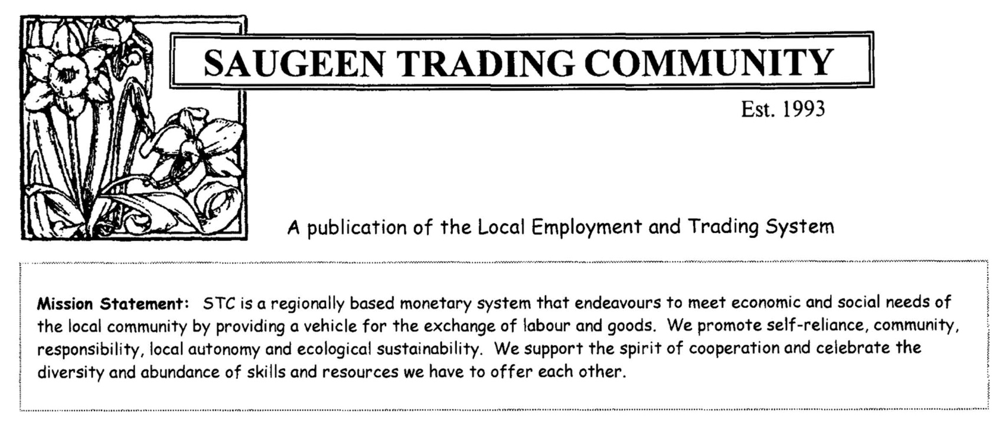 SAUGEEN TRADING COMMUNITY
Est. 1993
A publication of the Local Employment and Trading System
Mission Statement: STC is a regionally based monetary system that endeavours to meet economic and social needs of
the local community by providing a vehicle for the exchange of labour and goods. We promote self-reliance, community,
responsibility, local autonomy and ecological sustainability. We support the spirit of cooperation and celebrate the
diversity and abundance of skills and resources we have to offer each other.